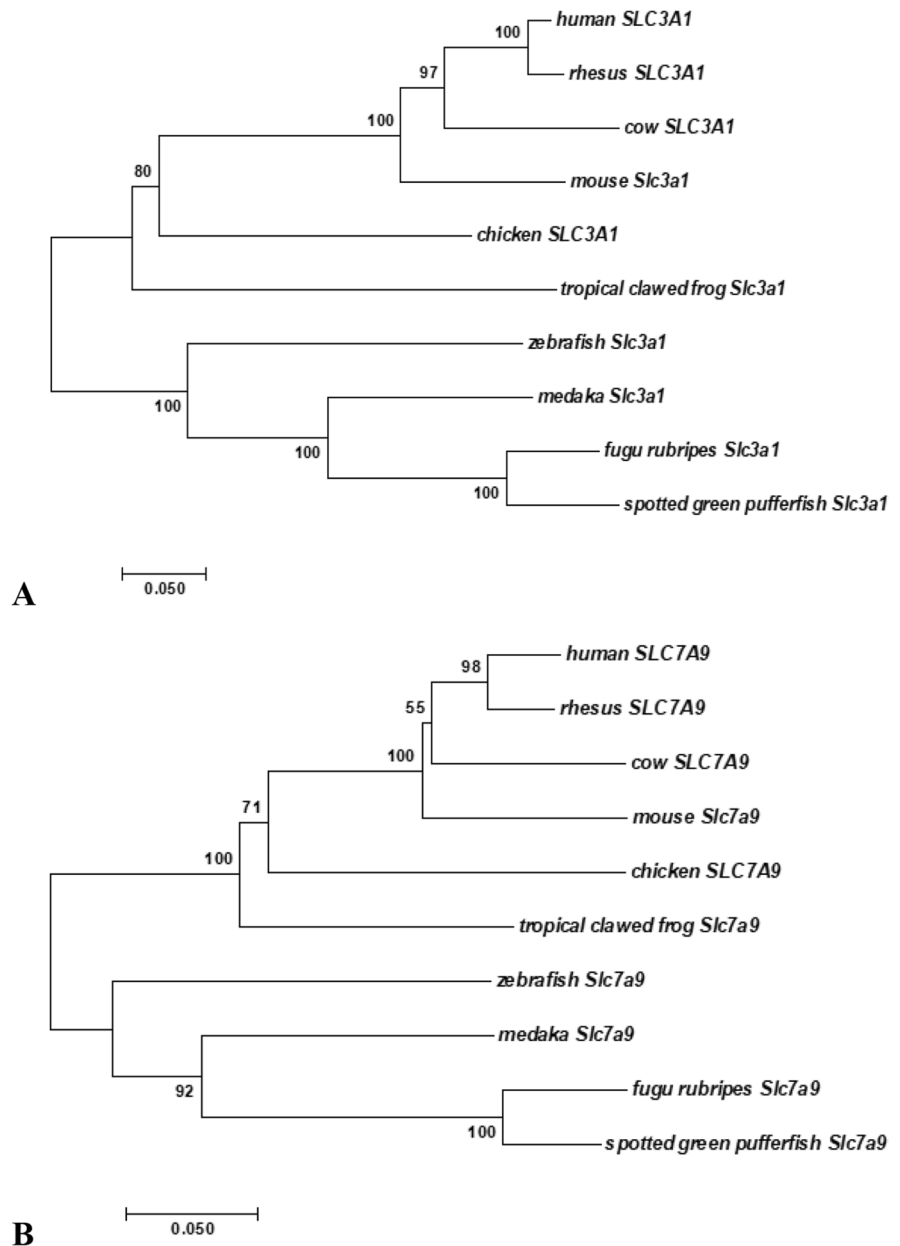 human SLC3A1
100
rhesus SLC3A1
97
cow SLC3A1
100
mouse Slc3a1
80
chicken SLC3A1
tropical clawed frog Slc3a1
zebrafish Slc3a1
medaka Slc3a1
100
fugu rubripes Slc3a1
100
100
spotted green pufferfish Slc3a1
0.050
A
human SLC7A9
98
rhesus SLC7A9
55
cow SLC7A9
100
mouse Slc7a9
71
100
chicken SLC7A9
tropical clawed frog Slc7a9
zebrafish Slc7a9
medaka Slc7a9
92
fugu rubripes Slc7a9
100
spotted green pufferfish Slc7a9
0.050
B